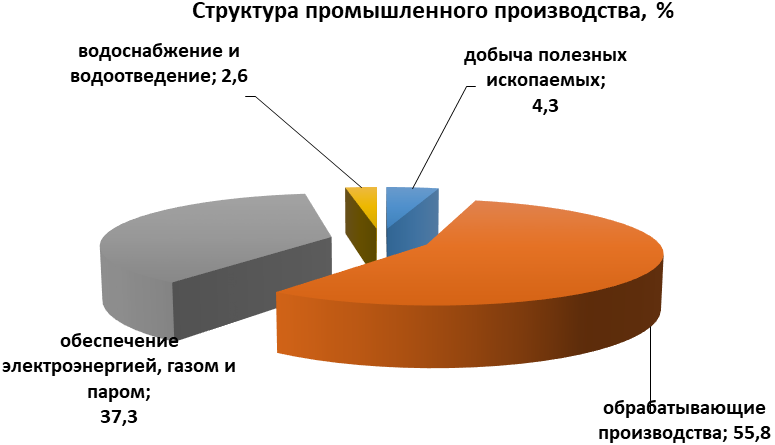 Структура промышленного производства, %
водоснабжение и
водоотведение; 2,6
добыча полезных
ископаемых;
4,3
обеспечение
электроэнергией, газом и
паром;
37,3
обрабатывающие
производства; 55,8